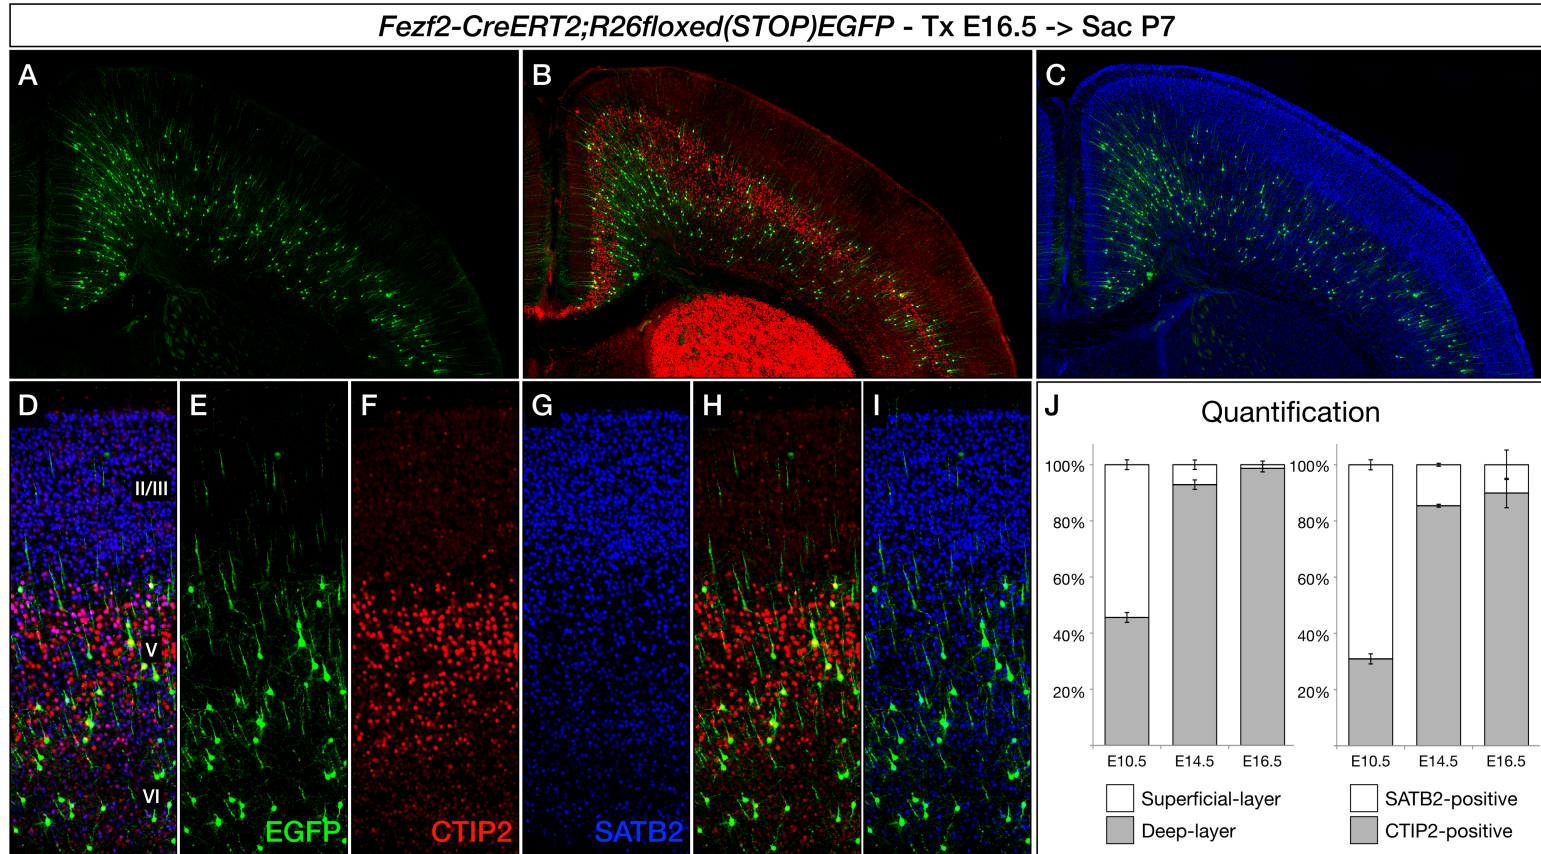 Fezf2-CreERT2;R26floxed(STOP)EGFP - Tx E16.5 -> Sac P7
A
B
C
D
E
F
G
H
I
J
II/III
V
VI
EGFP
CTIP2
SATB2
Quantification
100%
80%
60%
40%
20%
E10.5
E14.5
E16.5
Superficial-layer
Deep-layer
100%
80%
60%
40%
20%
E10.5
E14.5
E16.5
SATB2-positive
CTIP2-positive